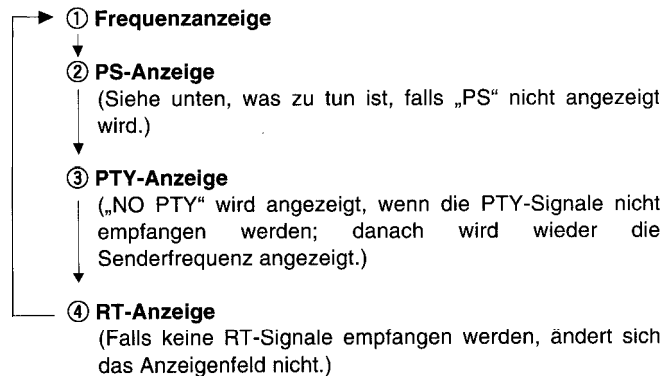 ① Frequenzanzeige
② PS-Anzeige
(Siehe unten, was zu tun ist, falls „PS“ nicht angezeigt
wird.)
③ PTY-Anzeige
(„NO PTY“ wird angezeigt, wenn die PTY-Signale nicht
empfangen werden; danach wird wieder die
Senderfrequenz angezeigt.)
④ RT-Anzeige
(Falls keine RT-Signale empfangen werden, ändert sich
das Anzeigenfeld nicht.)